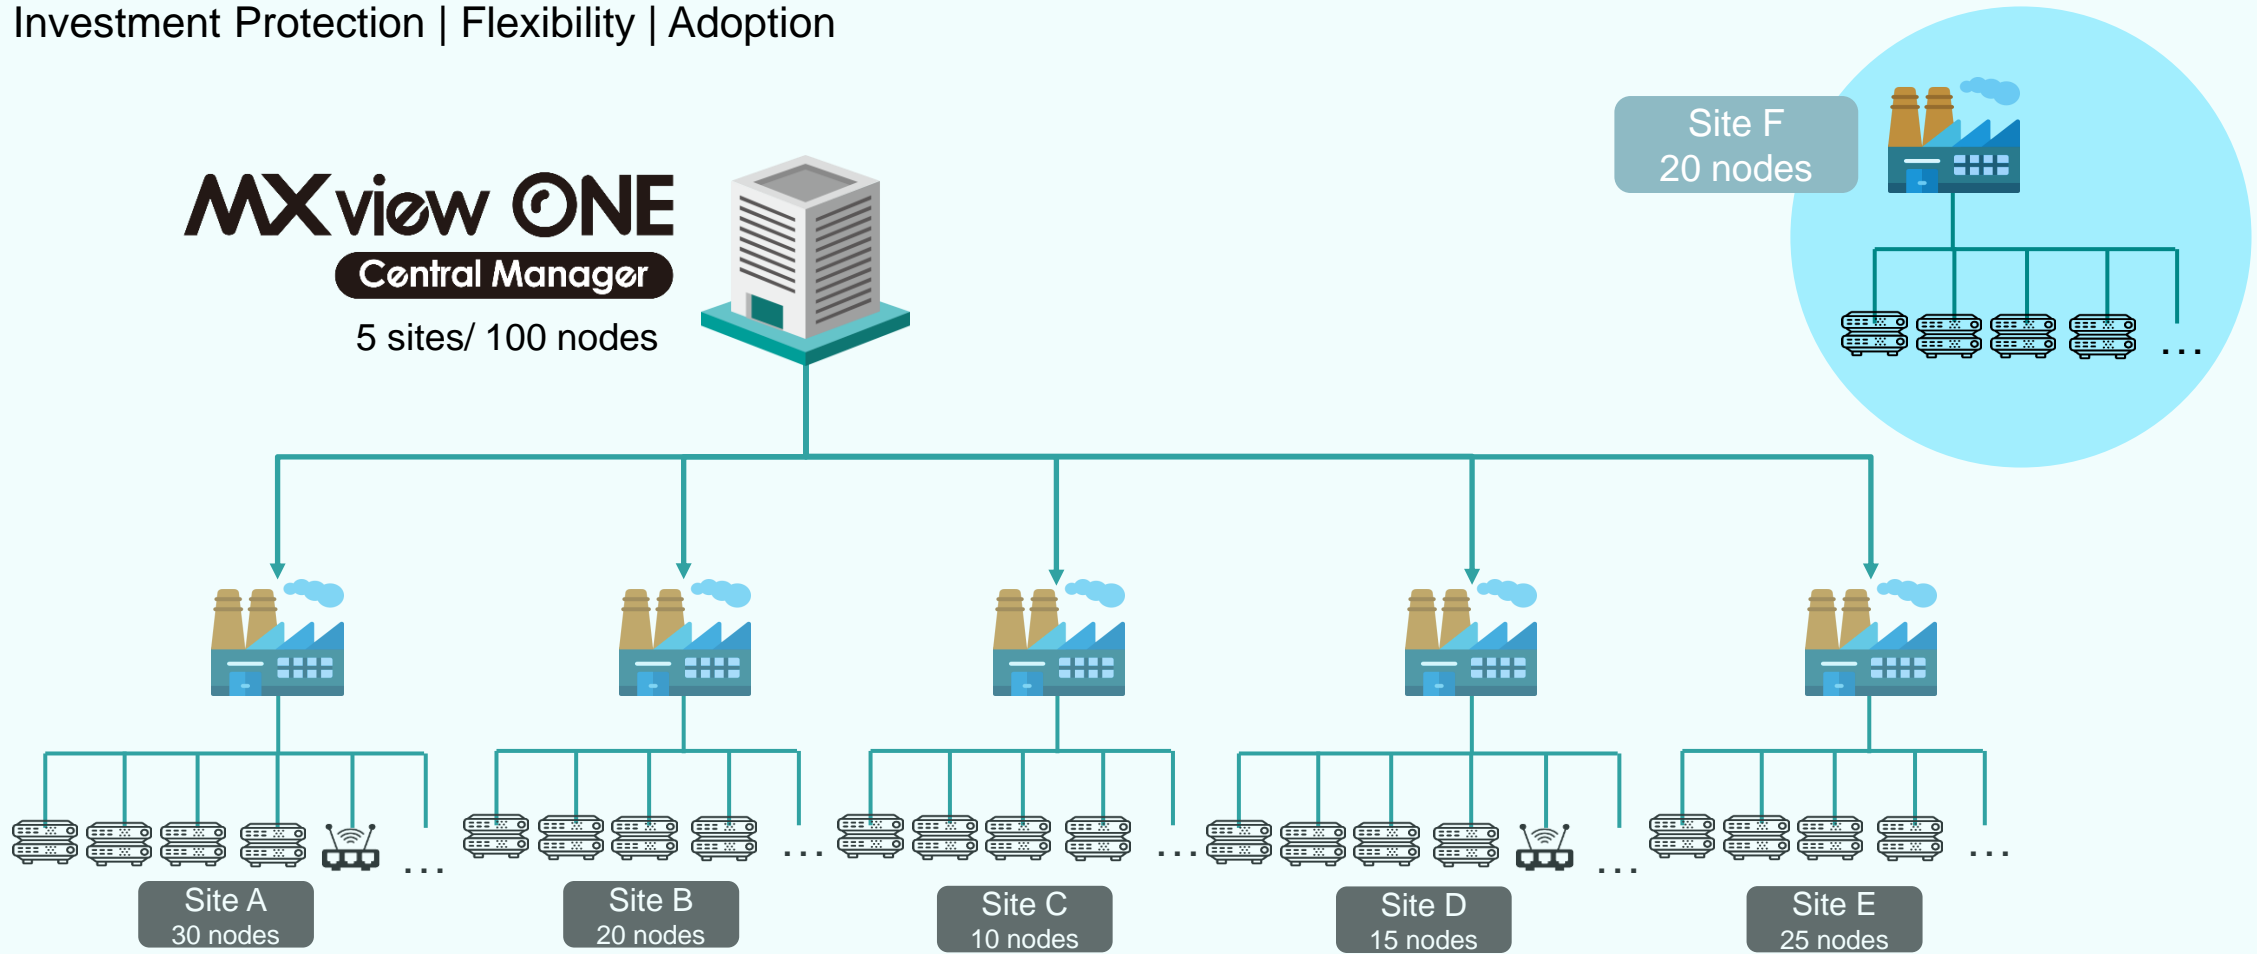 Investment Protection | Flexibility | Adoption
Site F
20 nodes
MXview ONE
Central Manager
5 sites/ 100 nodes
...
... ... ... ... ...
Site A
30 nodes
Site B
20 nodes
Site C
10 nodes
Site D
15 nodes
Site E
25 nodes